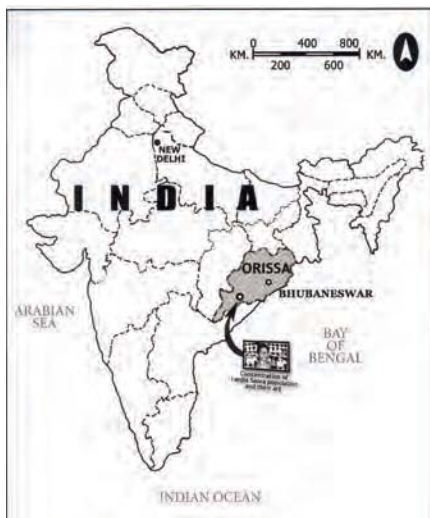 0 400 800
KM. KM.
200 600
NEW
DELHI
INDIA
ORISSA
BHUBANESWAR
ARABIAN
SEA
BAY
OF
BENGAL
Concentration of
Lanjia Saora population
and their art
INDIAN OCEAN